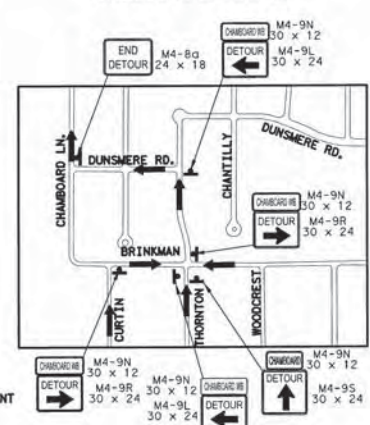 CHAMBOARD WB
M4-9N
30 x 12
DETOUR
M4-9L
30 x 24
END
DETOUR
M4-8a
24 x 18
CHAMBOARD LN.
DUNSMERE RD.
CHANTILLY
DUNSMERE RD.
CHAMBOARD WB
M4-9N
30 x 12
DETOUR
M4-9R
30 x 24
BRINKMAN
CURTIN
THORNTON
WOODCREST
CHAMBOARD WB
M4-9N
30 x 12
DETOUR
M4-9R
30 x 24
NT
CHAMBOARD WB
M4-9N
30 x 12
DETOUR
M4-9L
30 x 24
CHAMBOARD
M4-9N
30 x 12
DETOUR
M4-9S
30 x 24